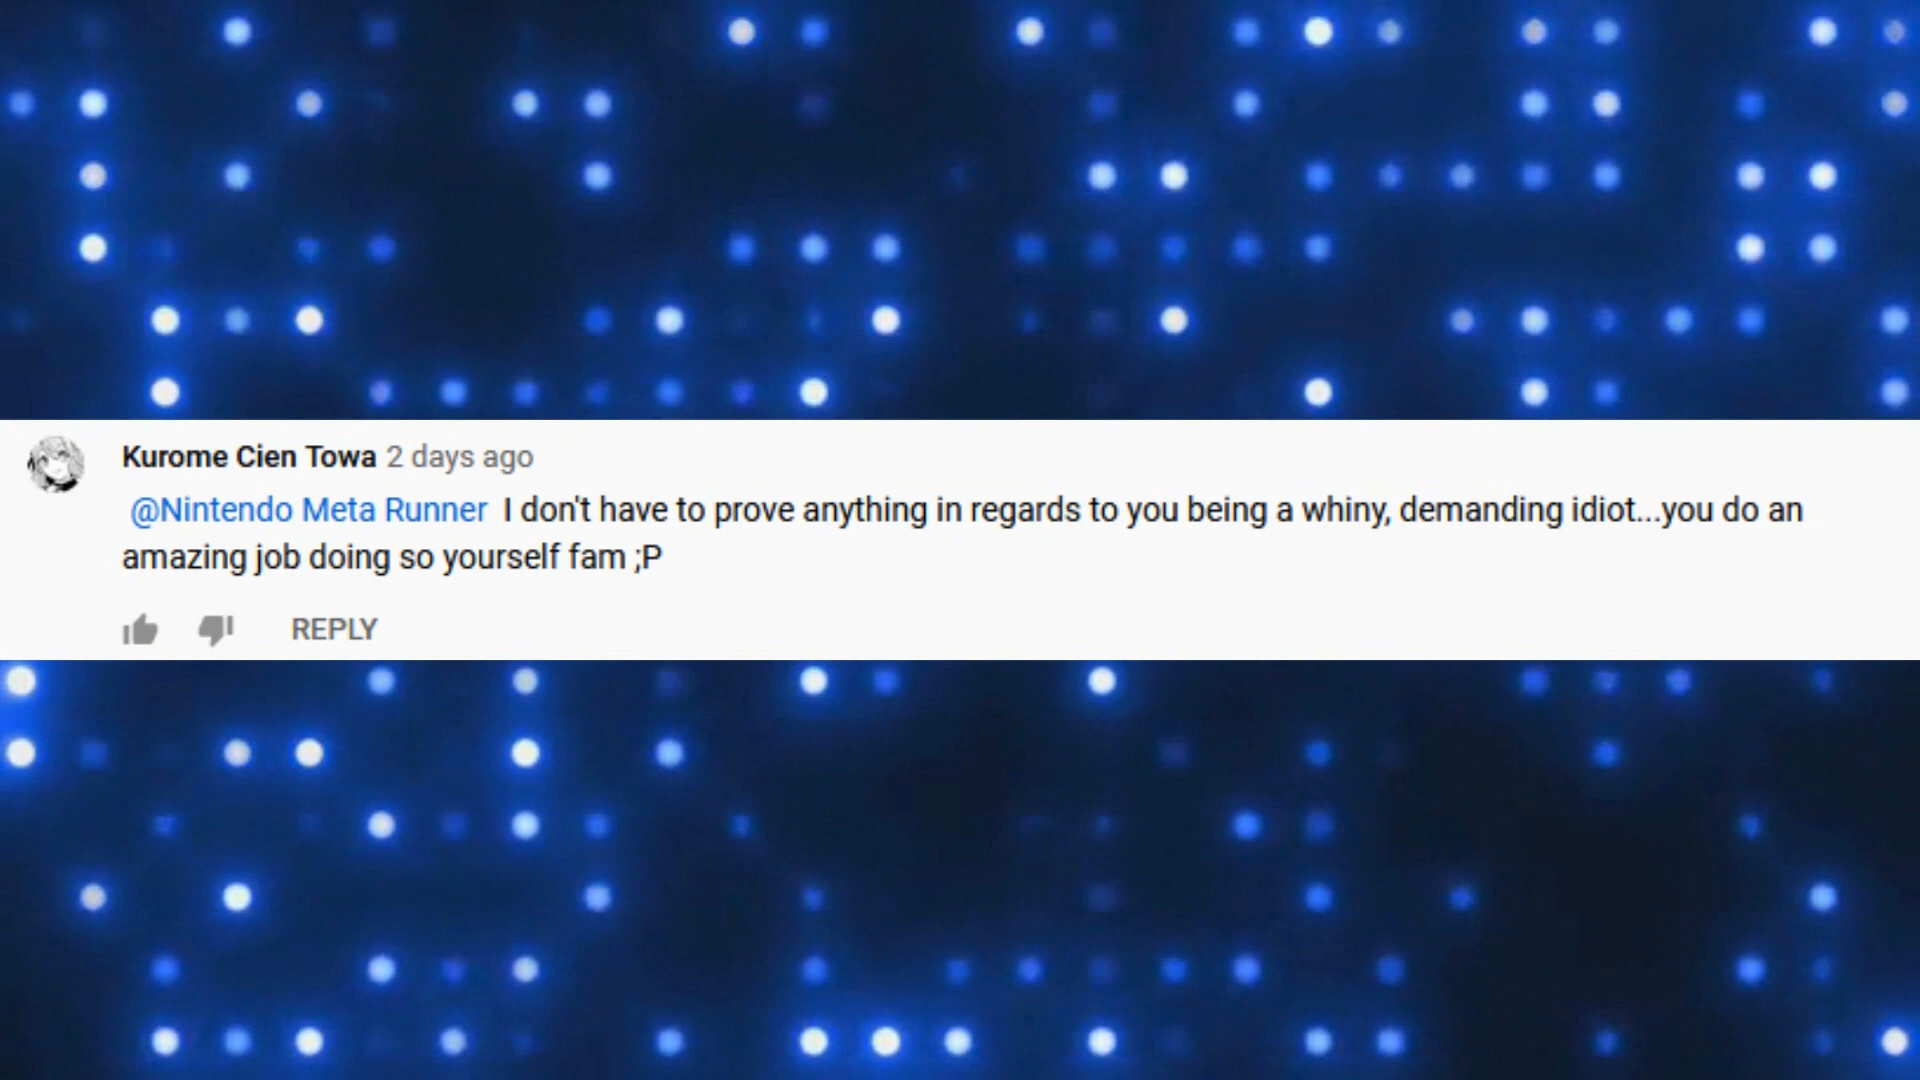 Kurome Cien Towa 2 days ago
@Nintendo Meta Runner I don't have to prove anything in regards to you being a whiny, demanding idiot...you do an
amazing job doing so yourself fam ;P
REPLY